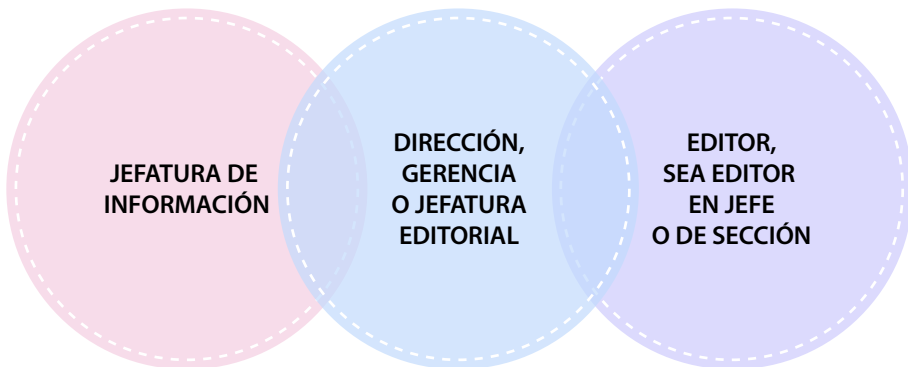 JEFATURA DE
INFORMACIÓN
DIRECCIÓN,
GERENCIA
O JEFATURA
EDITORIAL
EDITOR,
SEA EDITOR
EN JEFE
O DE SECCIÓN